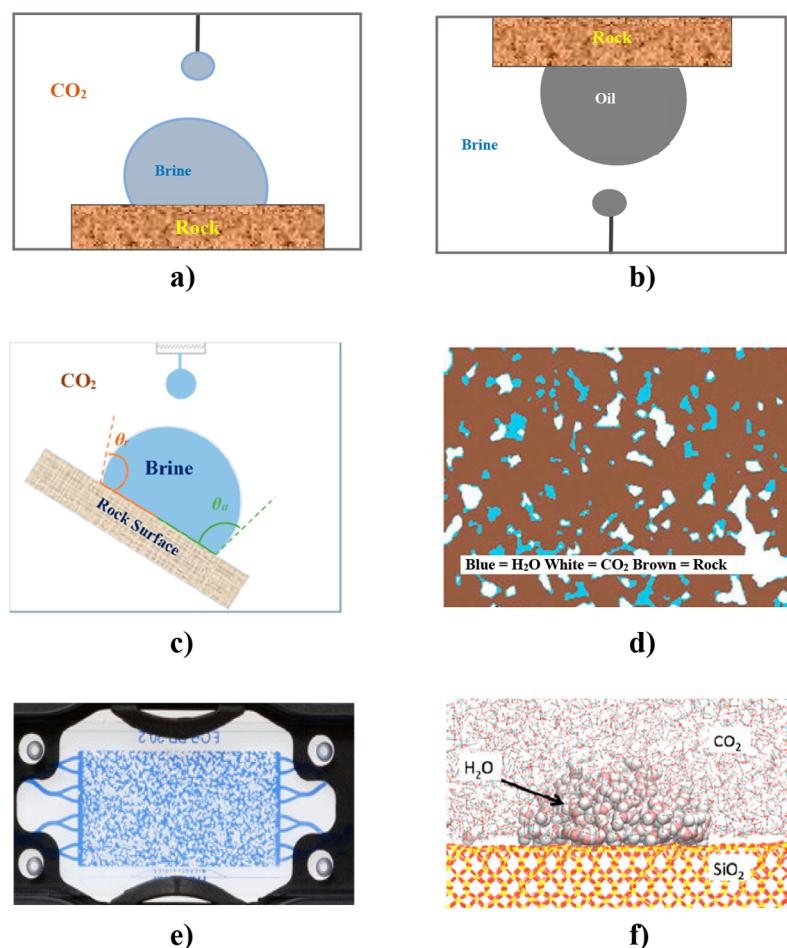 CO₂
Brine
Rock
a)
Rock
Oil
Brine
b)
CO₂
θr
Brine
θa
Rock Surface
c)
Blue = H₂O White = CO₂ Brown = Rock
d)
e)
CO₂
H₂O
SiO₂
f)